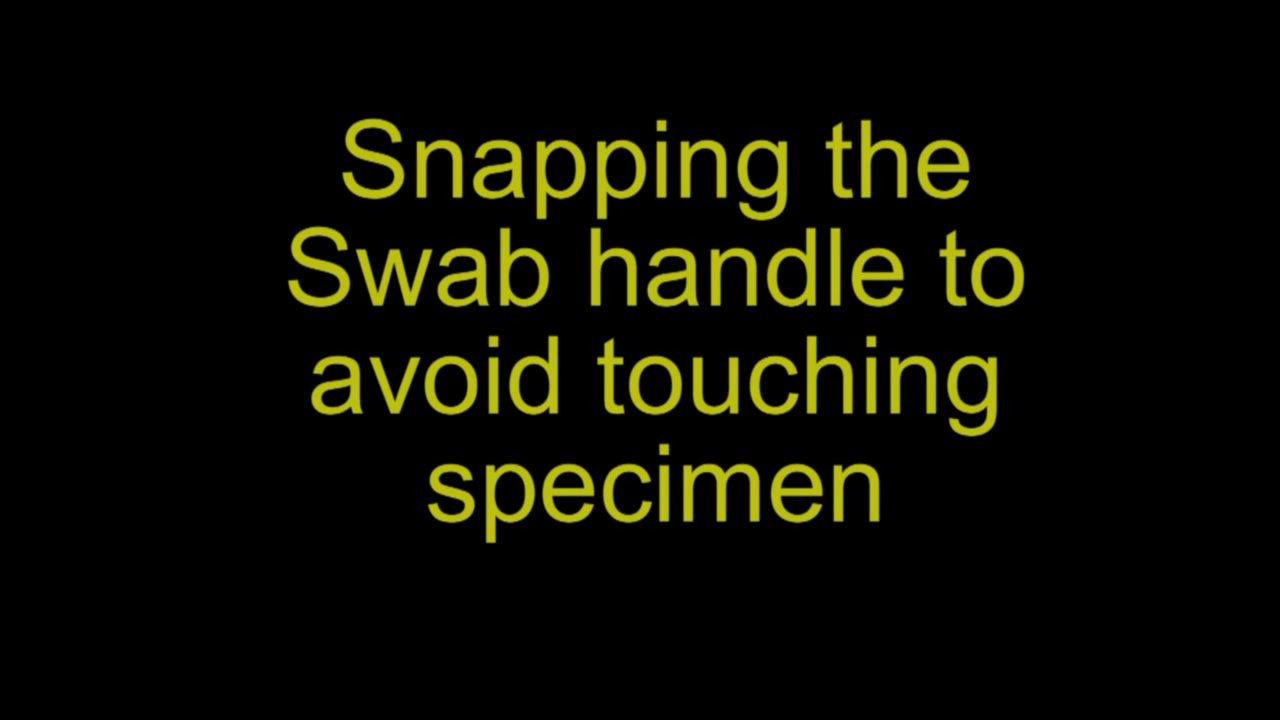 Snapping the
Swab handle to
avoid touching
specimen